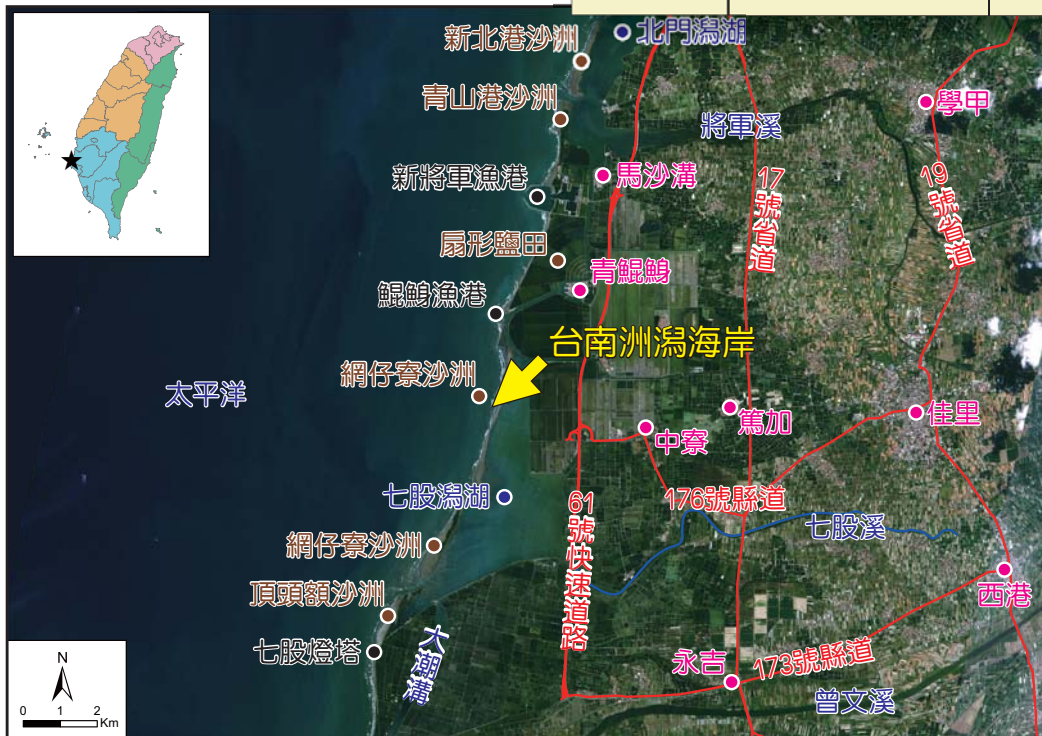 新北港沙洲
北門潟湖
青山港沙洲
學甲
將軍溪
新將軍漁港
馬沙溝
17號省道
19號省道
扇形鹽田
青鯤鯓
鯤鯓漁港
台南洲潟海岸
網仔寮沙洲
太平洋
篤加
佳里
中寮
七股潟湖
61號快速道路
176號縣道
七股溪
網仔寮沙洲
西港
頂頭額沙洲
大潮溝
七股燈塔
永吉
173號縣道
曾文溪
N
0 1 2
Km